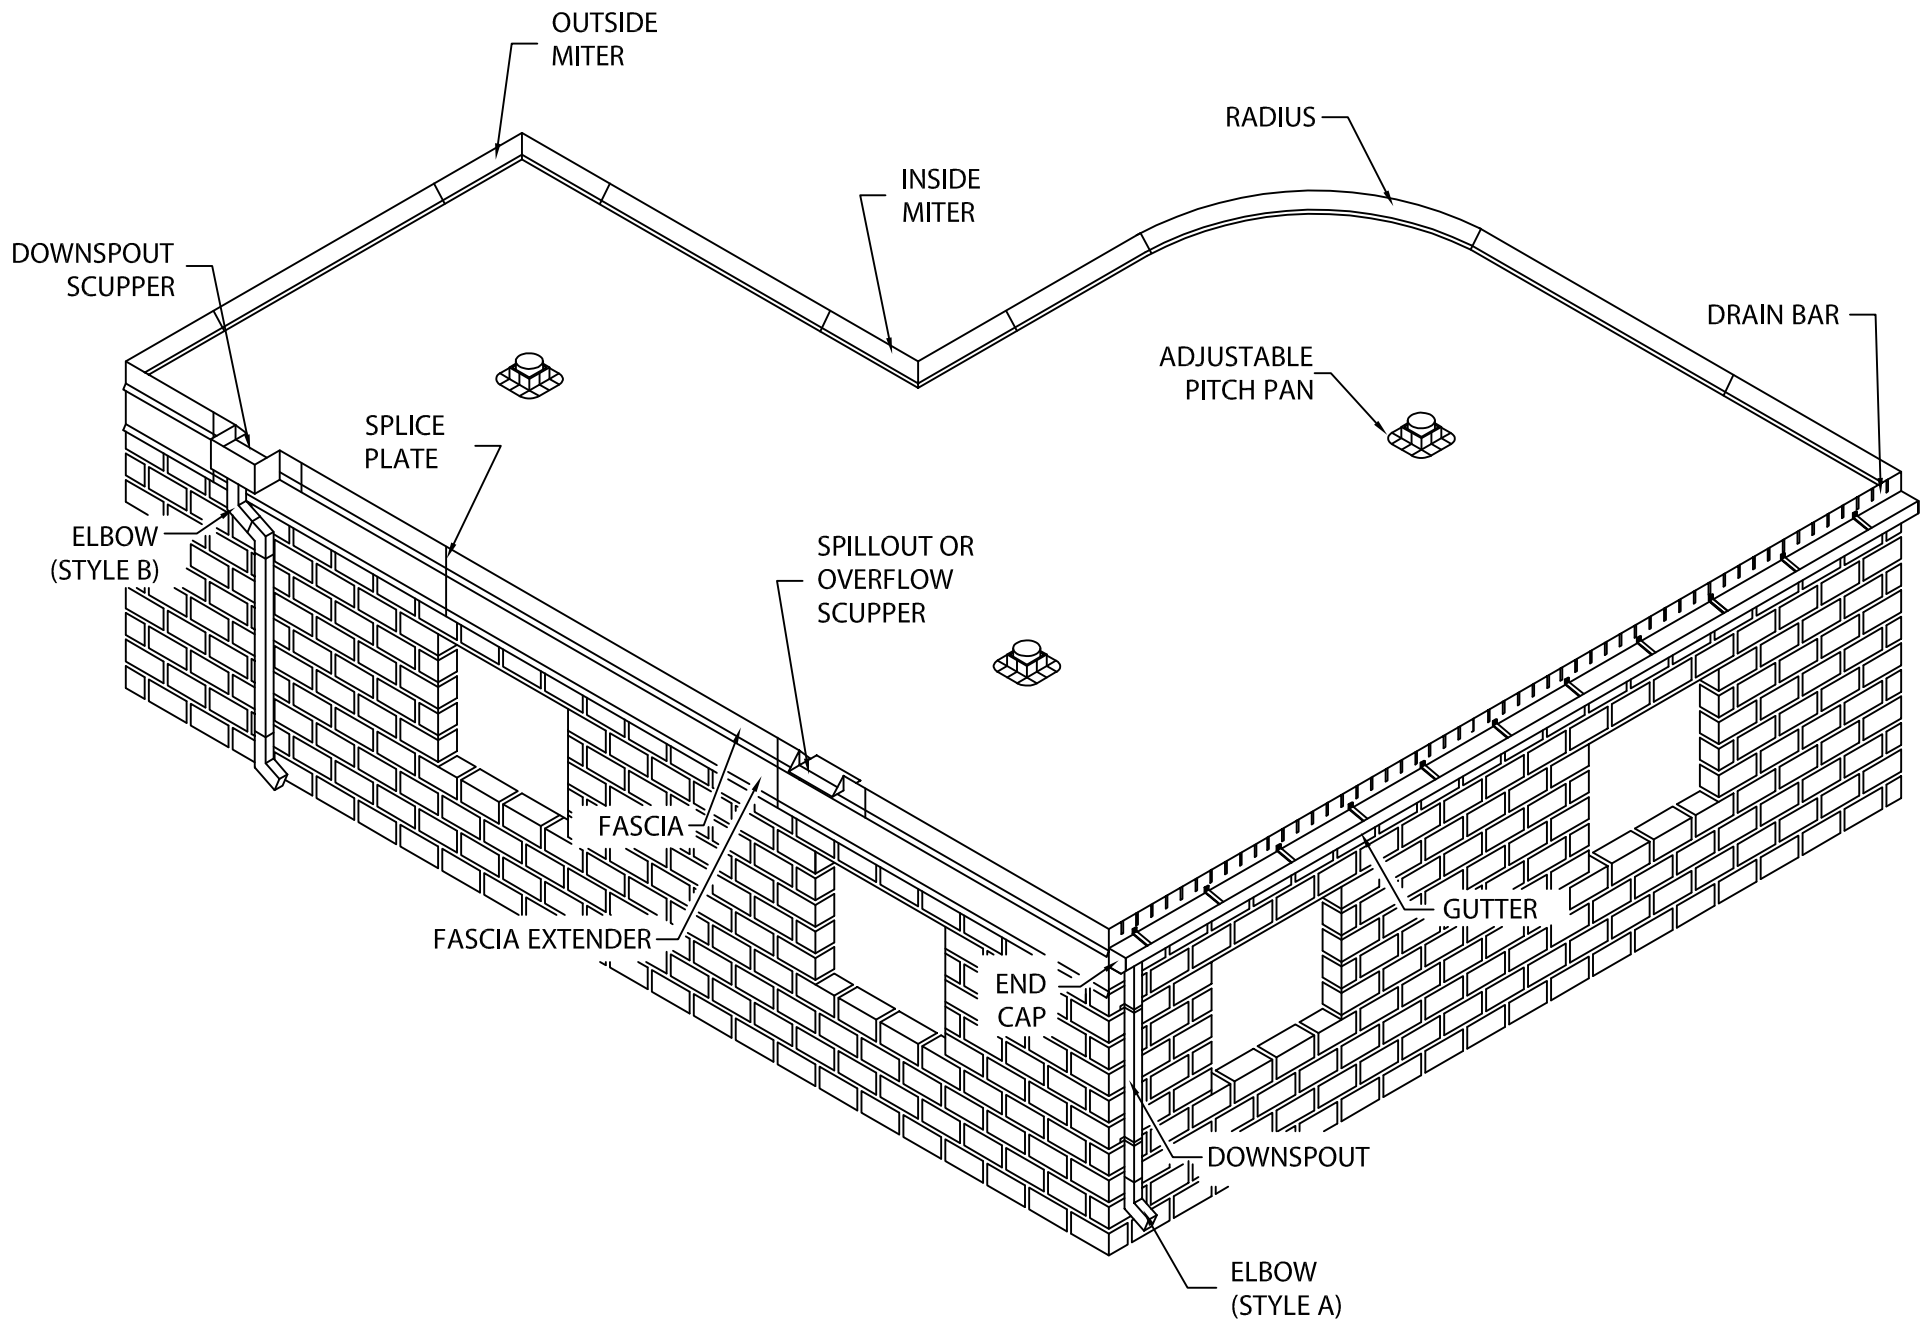 OUTSIDE
MITER
RADIUS
INSIDE
MITER
DOWNSPOUT
SCUPPER
DRAIN BAR
ADJUSTABLE
PITCH PAN
SPLICE
PLATE
ELBOW
(STYLE B)
SPILLOUT OR
OVERFLOW
SCUPPER
FASCIA
FASCIA EXTENDER
GUTTER
END
CAP
DOWNSPOUT
ELBOW
(STYLE A)